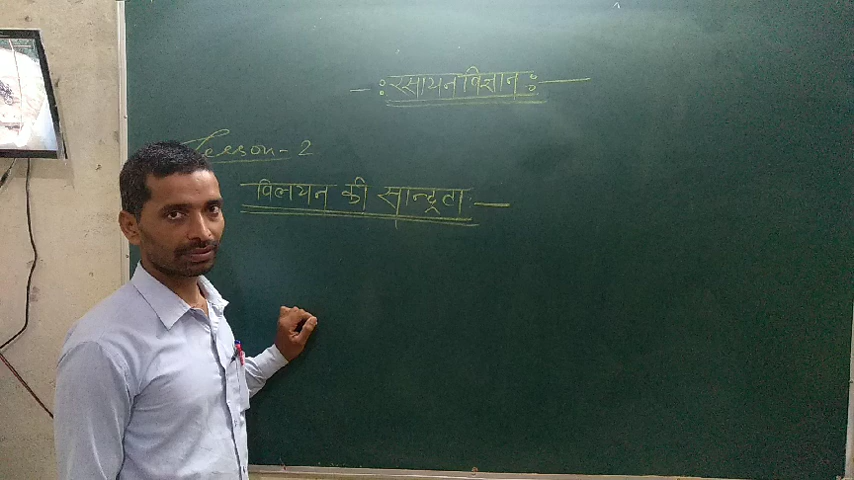 —: रसायन विज्ञान :—
Lesson - 2
विलयन की सान्द्रता :—